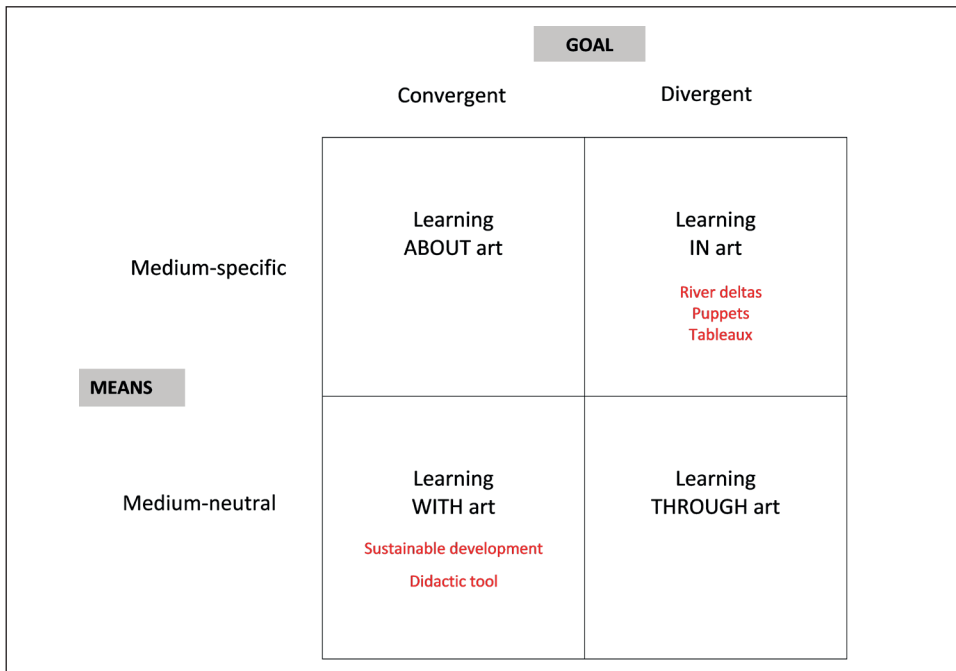 GOAL
Convergent
Divergent
Medium-specific
Learning
ABOUT art
Learning
IN art
River deltas
Puppets
Tableaux
MEANS
Medium-neutral
Learning
WITH art
Sustainable development
Didactic tool
Learning
THROUGH art